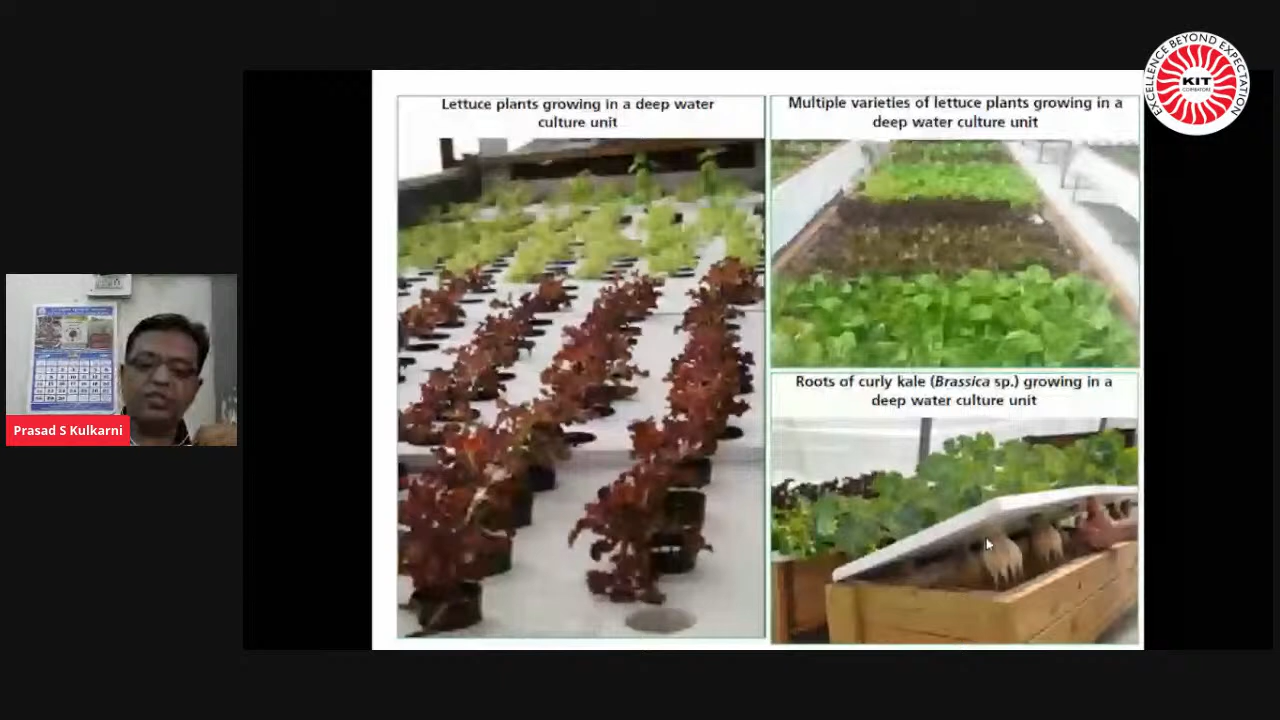 Lettuce plants growing in a deep water
culture unit
Multiple varieties of lettuce plants growing in a
deep water culture unit
Roots of curly kale (Brassica sp.) growing in a
deep water culture unit
Prasad S Kulkarni
EXCELLENCE BEYOND EXPECTATION
KIT
COIMBATORE